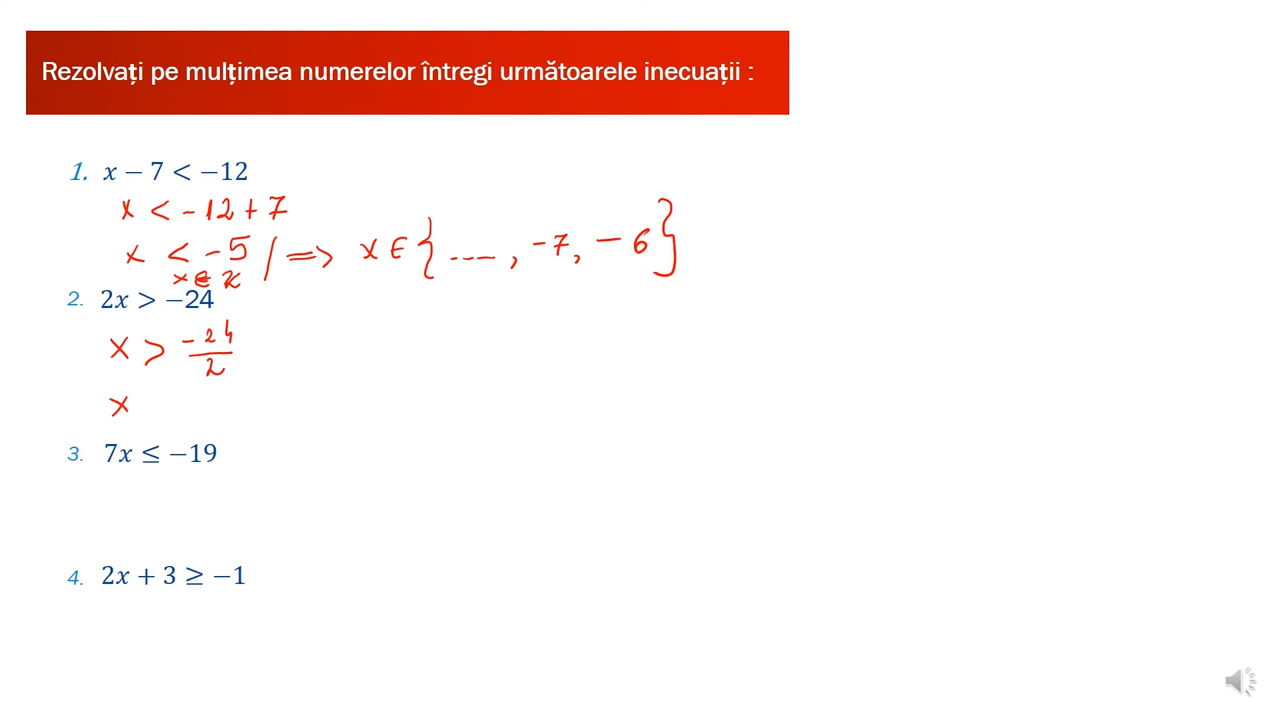 Rezolvați pe mulțimea numerelor întregi următoarele inecuații :
1. x − 7 < −12
x < - 12 + 7
x < - 5 / => x ∈ { ...., -7, - 6 }
x ∈ Z
2. 2x > −24
x > -24/2
x
3. 7x ≤ −19
4. 2x + 3 ≥ −1